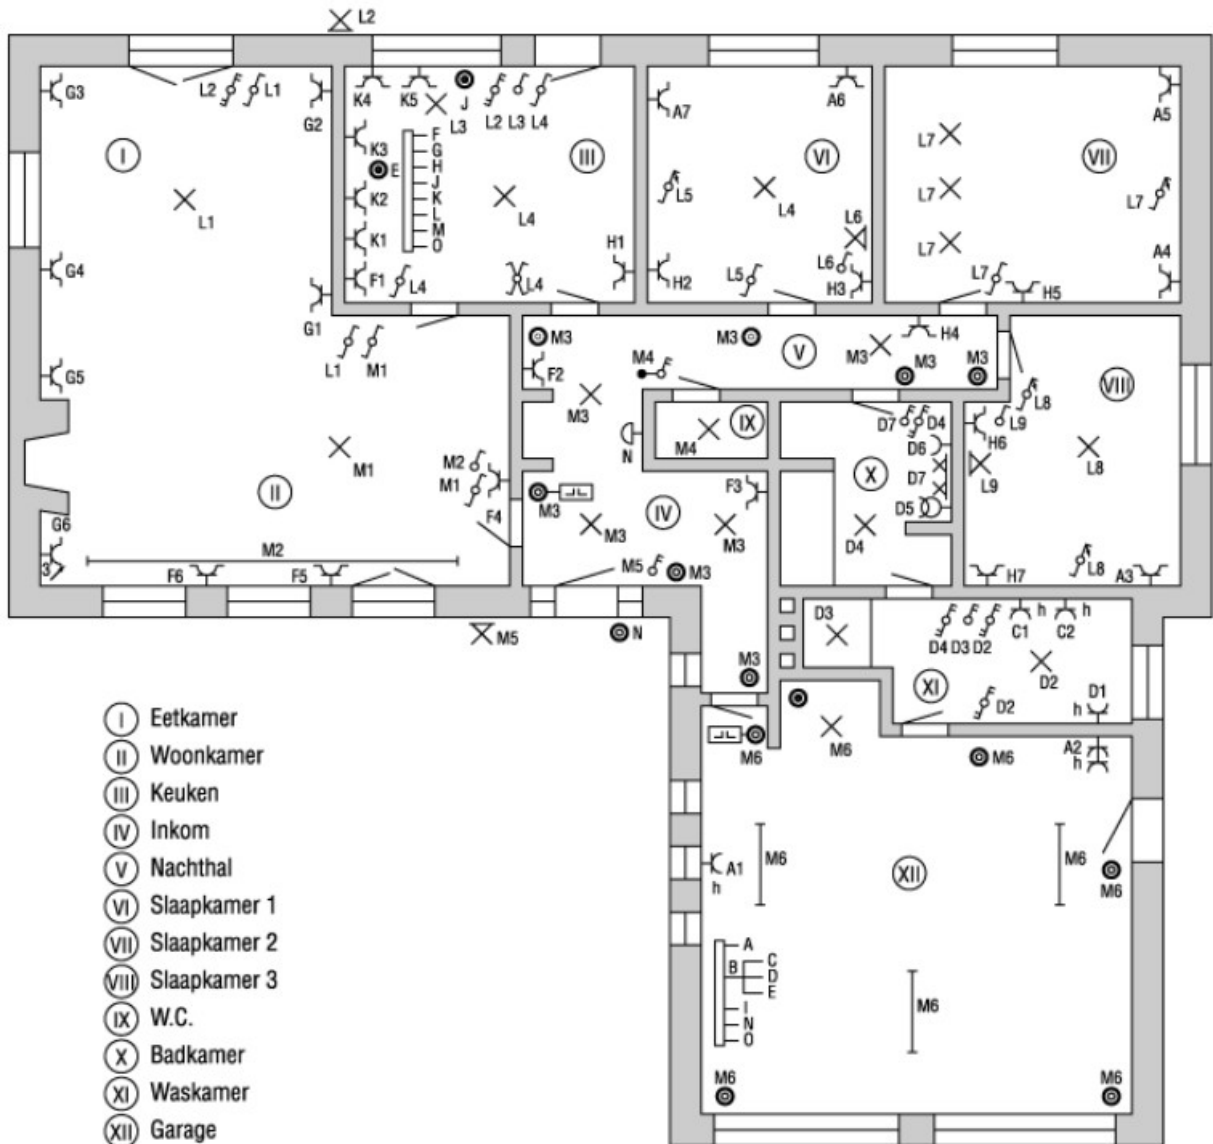 L2
G3
L2
L1
G2
K4
K5
J
L3
L2
L3
L4
A7
A6
A5
I
K3
E
F
G
H
J
K
L
M
O
III
VI
L7
VII
L1
K2
L4
L5
L4
L6
L7
L7
K1
H1
L6
L7
G4
F1
L4
L4
H2
L5
H3
L7
H5
A4
G1
L1
M1
M3
M3
V
M3
H4
M3
M3
G5
F2
M4
VIII
L8
M3
M4
IX
D7
D4
L9
H6
M1
M2
N
D6
X
D7
L9
L8
M1
II
F4
M3
F3
IV
D5
M3
M3
D4
G6
M2
3
F6
F5
M5
M3
L8
H7
A3
M5
N
D3
D4
D3
D2
C1
h
C2
h
M3
D2
XI
D2
D1
h
M6
M6
M6
A2
h
M6
M6
A1
h
XII
M6
A
B
C
D
E
I
N
O
M6
M6
M6
I Eetkamer
II Woonkamer
III Keuken
IV Inkom
V Nachthal
VI Slaapkamer 1
VII Slaapkamer 2
VIII Slaapkamer 3
IX W.C.
X Badkamer
XI Waskamer
XII Garage